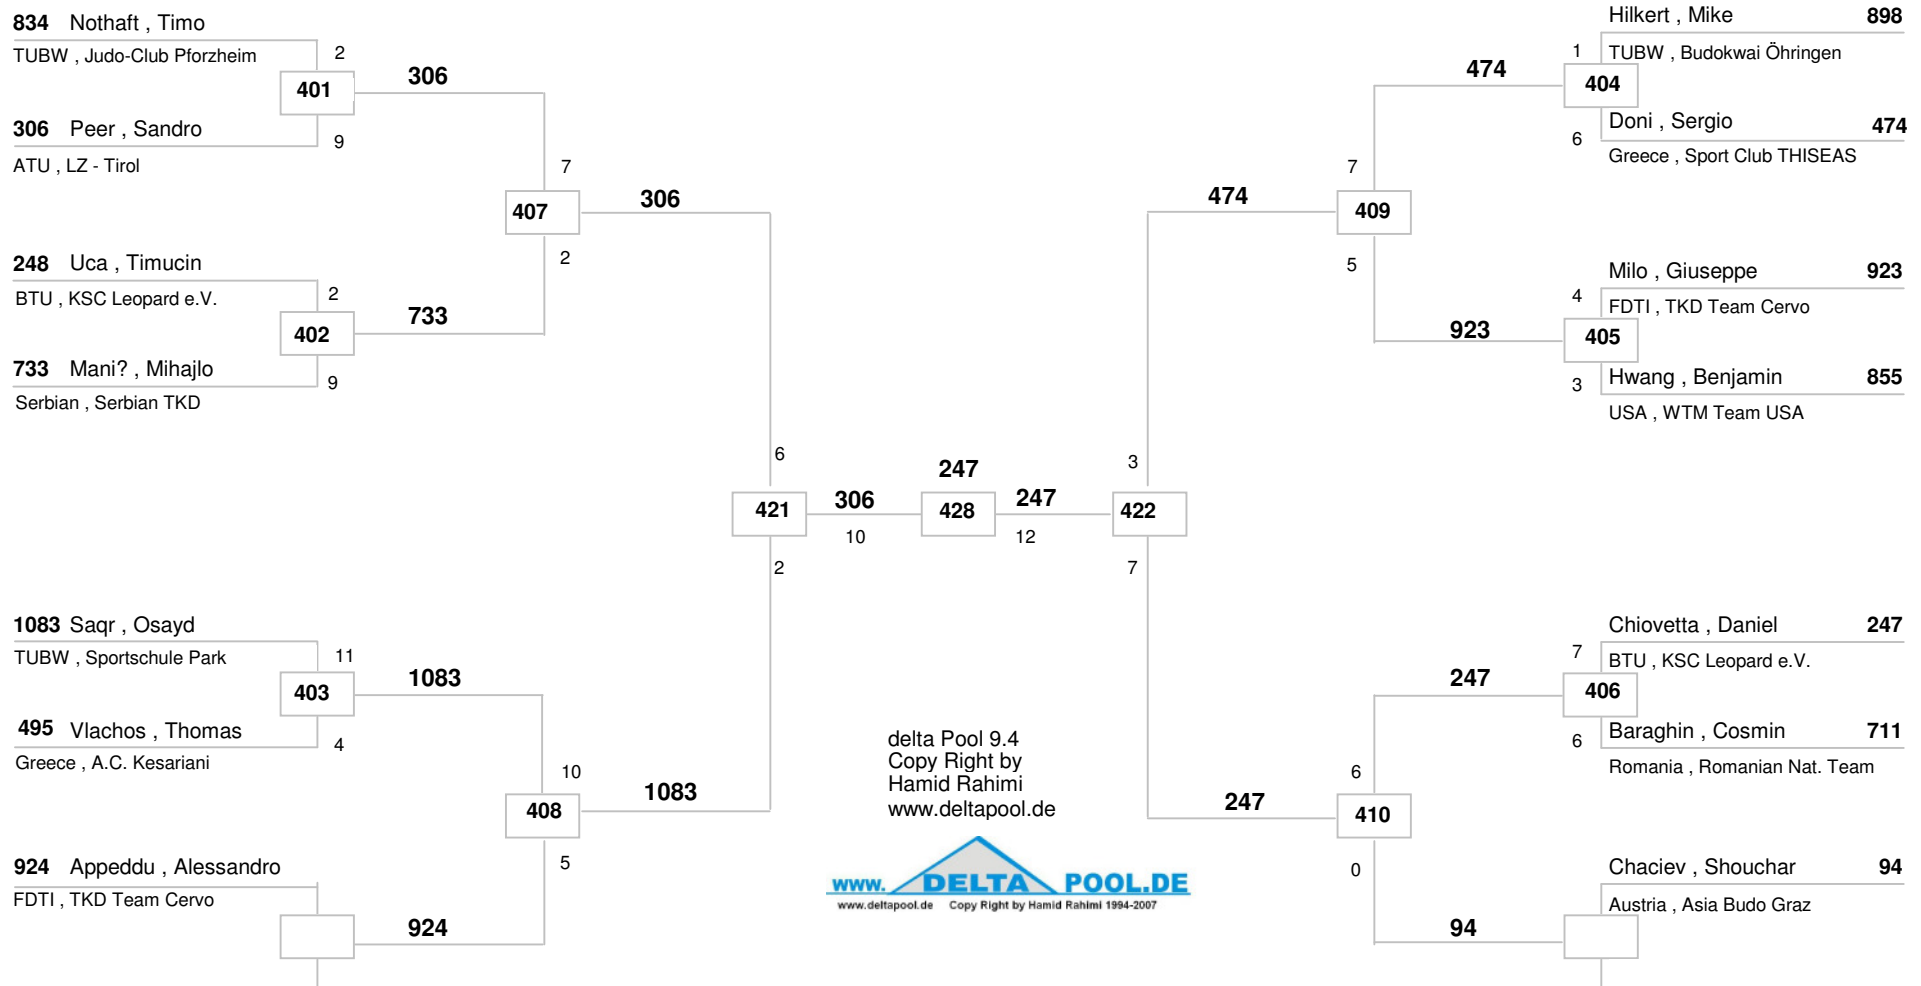 834 Nothaft , Timo
TUBW , Judo-Club Pforzheim
2
401
306
306 Peer , Sandro
9
ATU , LZ - Tirol
7
407
306
2
248 Uca , Timucin
BTU , KSC Leopard e.V.
2
402
733
733 Mani? , Mihajlo
9
Serbian , Serbian TKD
6
421
306
10
2
247
428
247
12
3
422
7
1083 Saqr , Osayd
TUBW , Sportschule Park
11
403
1083
495 Vlachos , Thomas
4
Greece , A.C. Kesariani
10
408
1083
5
924 Appeddu , Alessandro
FDTI , TKD Team Cervo
924
Hilkert , Mike 898
1
TUBW , Budokwai Öhringen
474
404
Doni , Sergio 474
6
Greece , Sport Club THISEAS
7
474
409
5
Milo , Giuseppe 923
4
FDTI , TKD Team Cervo
923
405
Hwang , Benjamin 855
3
USA , WTM Team USA
Chiovetta , Daniel 247
7
BTU , KSC Leopard e.V.
247
406
Baraghin , Cosmin 711
6
Romania , Romanian Nat. Team
6
247
410
0
Chaciev , Shouchar 94
Austria , Asia Budo Graz
94
delta Pool 9.4
Copy Right by
Hamid Rahimi
www.deltapool.de
www. DELTA POOL.DE
www.deltapool.de Copy Right by Hamid Rahimi 1994-2007